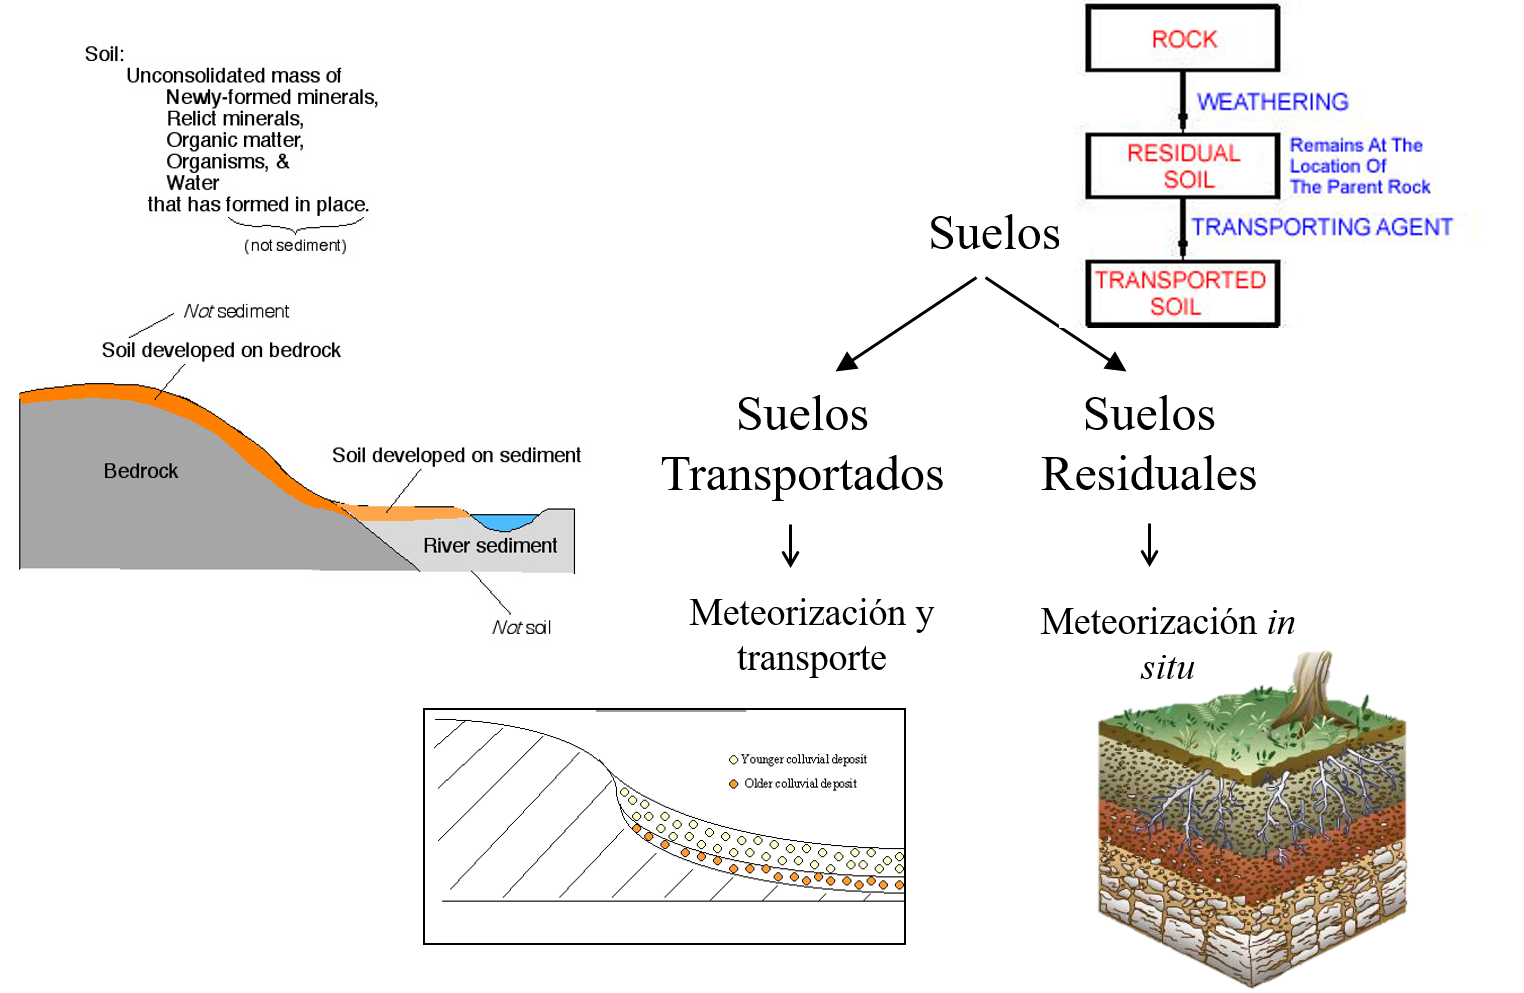 Soil:
Unconsolidated mass of
Newly-formed minerals,
Relict minerals,
Organic matter,
Organisms, &
Water
that has formed in place.
(not sediment)
Not sediment
Soil developed on bedrock
Bedrock
Soil developed on sediment
River sediment
Not soil
ROCK
WEATHERING
RESIDUAL
SOIL
Remains At The
Location Of
The Parent Rock
TRANSPORTING AGENT
TRANSPORTED
SOIL
Suelos
Suelos
Transportados
Suelos
Residuales
Meteorización y
transporte
Meteorización in
situ
Younger colluvial deposit
Older colluvial deposit